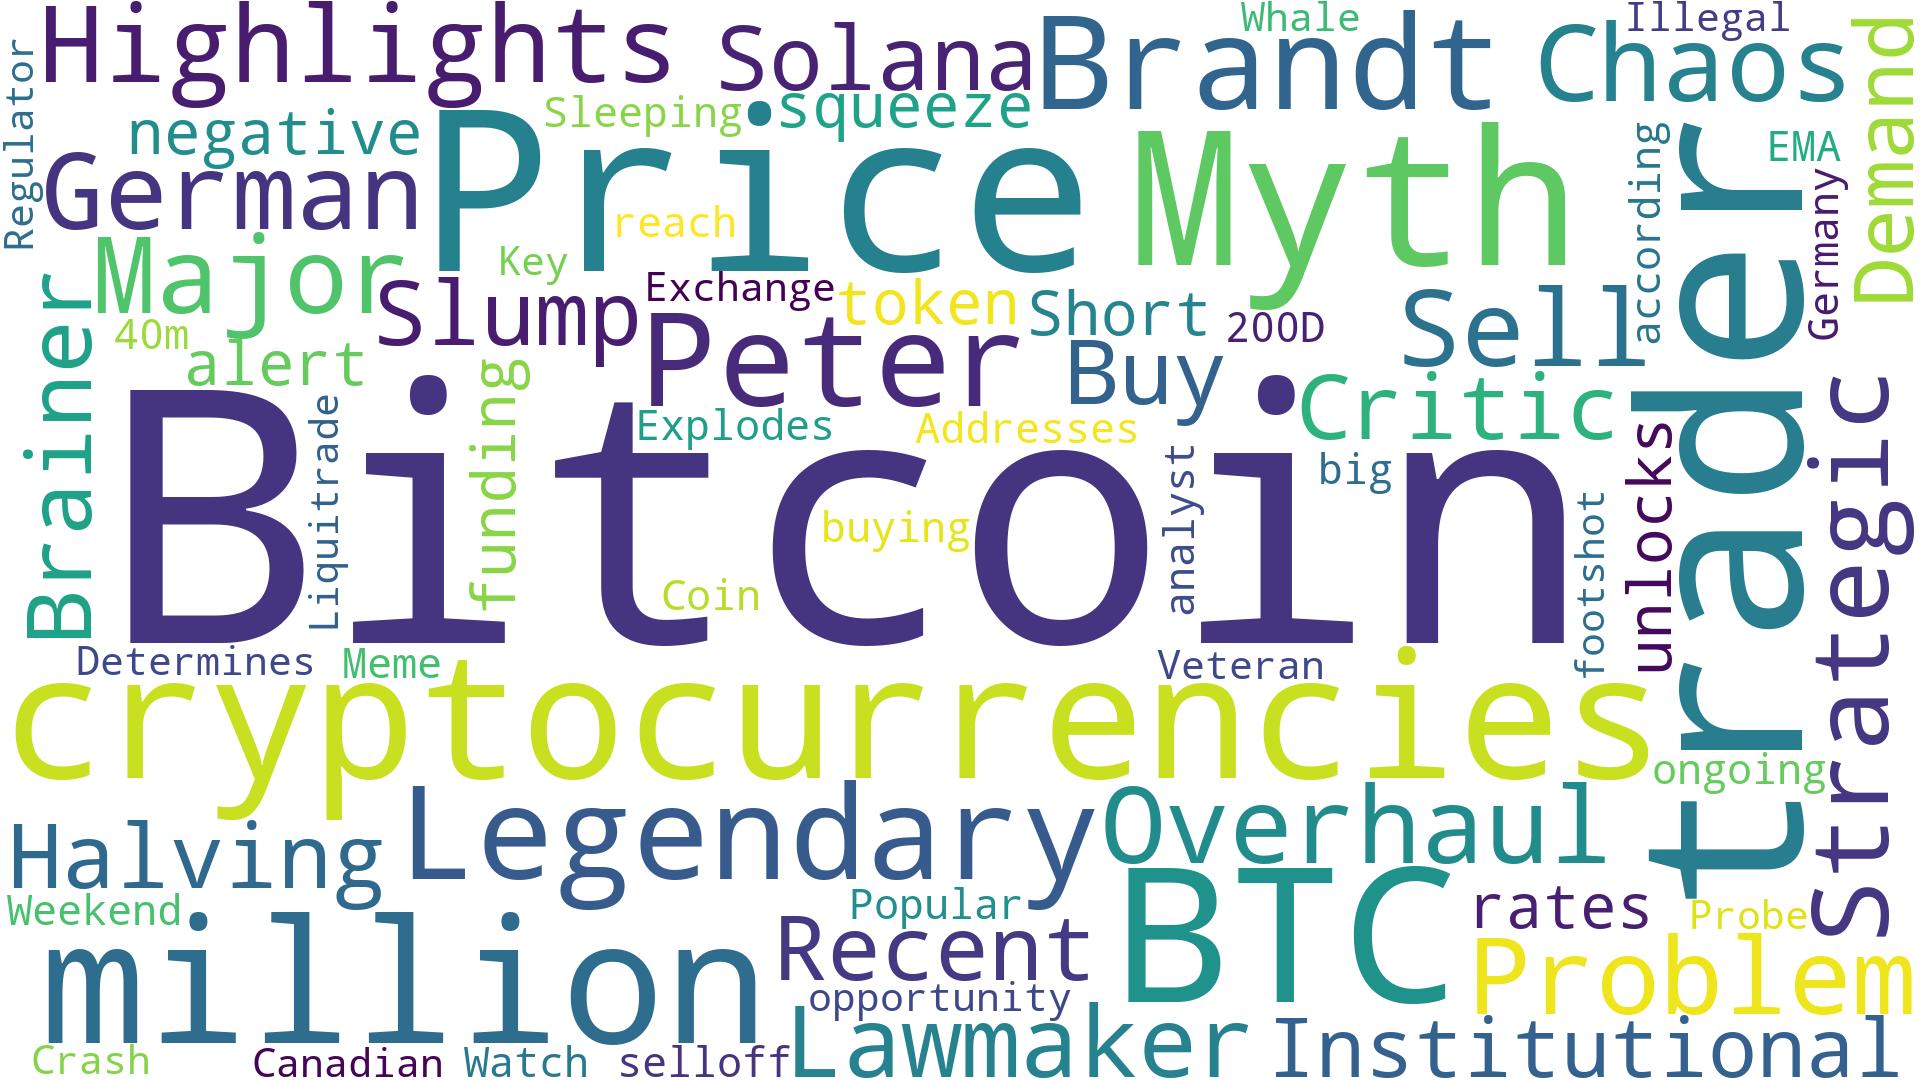 Highlights
Solana
Brandt
Whale
Chaos
Illegal
Demand
Regulator
negative
Sleeping
squeeze
German
Price
Myth
according
EMA
trader
Germany
reach
Major
Key
Slump
Exchange
token
Short
200D
Sell
40m
alert
Peter
Buy
Critic
Brainer
Bitcoin
Liquitrade
funding
Explodes
Addresses
analyst
big
unlocks
Strategic
buying
footshot
Coin
Determines
Meme
Veteran
cryptocurrencies
ongoing
Halving
Legendary
Overhaul
Weekend
million
Popular
Recent
BTC
rates
Probe
Problem
opportunity
Crash
Canadian
Watch
selloff
Lawmaker
Institutional